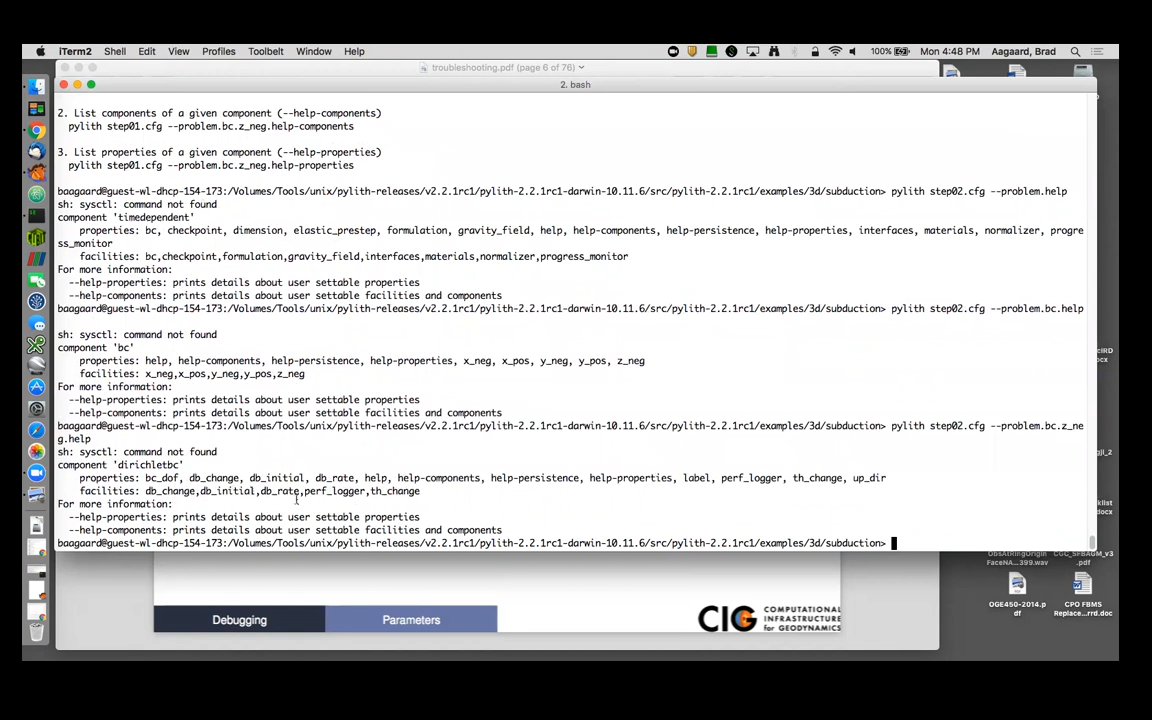 iTerm2 Shell Edit View Profiles Toolbelt Window Help 100% Mon 4:48 PM Aagaard, Brad
troubleshooting.pdf (page 6 of 76)
2. bash
2. List components of a given component (--help-components)
pylith step01.cfg --problem.bc.z_neg.help-components
3. List properties of a given component (--help-properties)
pylith step01.cfg --problem.bc.z_neg.help-properties
baagaard@guest-wl-dhcp-154-173:/Volumes/Tools/unix/pylith-releases/v2.2.1rc1/pylith-2.2.1rc1-darwin-10.11.6/src/pylith-2.2.1rc1/examples/3d/subduction> pylith step02.cfg --problem.help
sh: sysctl: command not found
component 'timedependent'
properties: bc, checkpoint, dimension, elastic_prestep, formulation, gravity_field, help, help-components, help-persistence, help-properties, interfaces, materials, normalizer, progre
ss_monitor
facilities: bc,checkpoint,formulation,gravity_field,interfaces,materials,normalizer,progress_monitor
For more information:
--help-properties: prints details about user settable properties
--help-components: prints details about user settable facilities and components
baagaard@guest-wl-dhcp-154-173:/Volumes/Tools/unix/pylith-releases/v2.2.1rc1/pylith-2.2.1rc1-darwin-10.11.6/src/pylith-2.2.1rc1/examples/3d/subduction> pylith step02.cfg --problem.bc.help
sh: sysctl: command not found
component 'bc'
properties: help, help-components, help-persistence, help-properties, x_neg, x_pos, y_neg, y_pos, z_neg
facilities: x_neg,x_pos,y_neg,y_pos,z_neg
For more information:
--help-properties: prints details about user settable properties
--help-components: prints details about user settable facilities and components
baagaard@guest-wl-dhcp-154-173:/Volumes/Tools/unix/pylith-releases/v2.2.1rc1/pylith-2.2.1rc1-darwin-10.11.6/src/pylith-2.2.1rc1/examples/3d/subduction> pylith step02.cfg --problem.bc.z_ne
g.help
sh: sysctl: command not found
component 'dirichletbc'
properties: bc_dof, db_change, db_initial, db_rate, help, help-components, help-persistence, help-properties, label, perf_logger, th_change, up_dir
facilities: db_change,db_initial,db_rate,perf_logger,th_change
For more information:
--help-properties: prints details about user settable properties
--help-components: prints details about user settable facilities and components
baagaard@guest-wl-dhcp-154-173:/Volumes/Tools/unix/pylith-releases/v2.2.1rc1/pylith-2.2.1rc1-darwin-10.11.6/src/pylith-2.2.1rc1/examples/3d/subduction>
ObsAtRingOrigin
FaceNA...399.wav
CGC_SFBAGM_v3
.pdf
OGE450-2014.p
df
CPO FBMS
Replace...rrd.doc
Debugging
Parameters
CIG
COMPUTATIONAL
INFRASTRUCTURE
for GEODYNAMICS